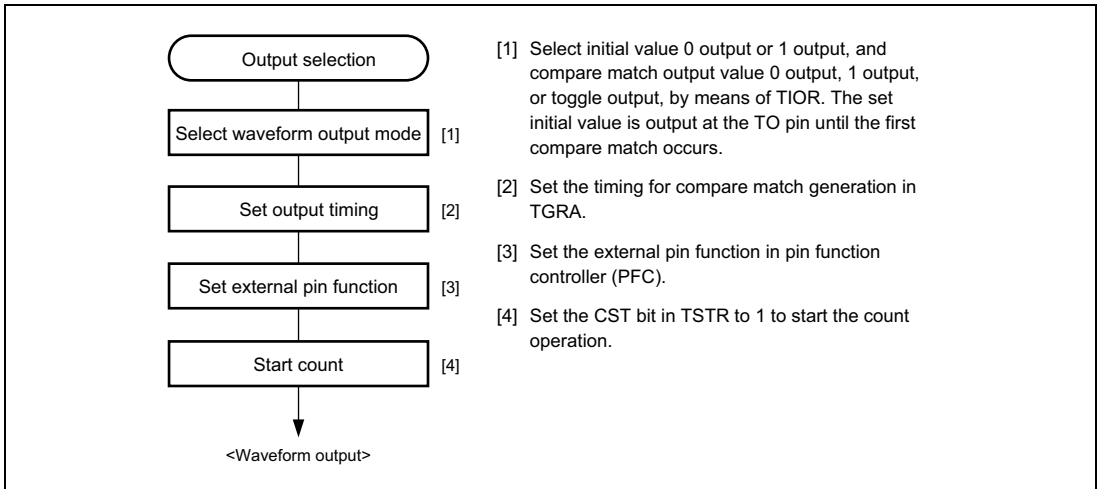 Output selection
Select waveform output mode [1]
Set output timing [2]
Set external pin function [3]
Start count [4]
<Waveform output>
[1] Select initial value 0 output or 1 output, and
compare match output value 0 output, 1 output,
or toggle output, by means of TIOR. The set
initial value is output at the TO pin until the first
compare match occurs.
[2] Set the timing for compare match generation in
TGRA.
[3] Set the external pin function in pin function
controller (PFC).
[4] Set the CST bit in TSTR to 1 to start the count
operation.